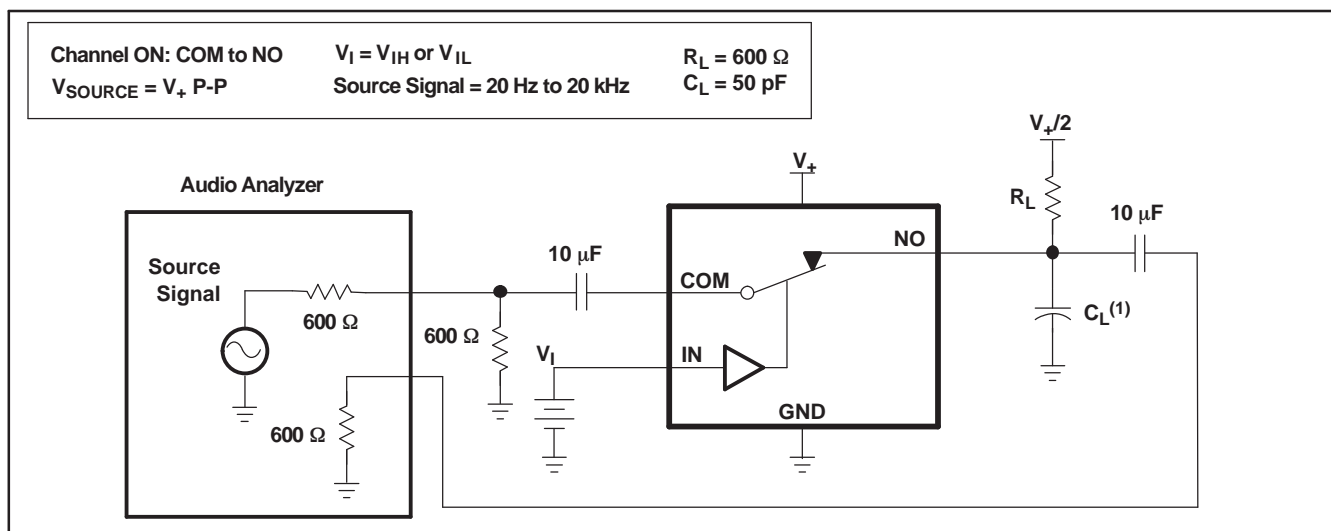 Channel ON: COM to NO
V_I = V_IH or V_IL
R_L = 600 Ω
V_SOURCE = V_+ P-P
Source Signal = 20 Hz to 20 kHz
C_L = 50 pF
V_+/2
V_+
Audio Analyzer
R_L
10 μF
NO
10 μF
Source
Signal
COM
C_L(1)
600 Ω
600 Ω
V_I
IN
GND
600 Ω